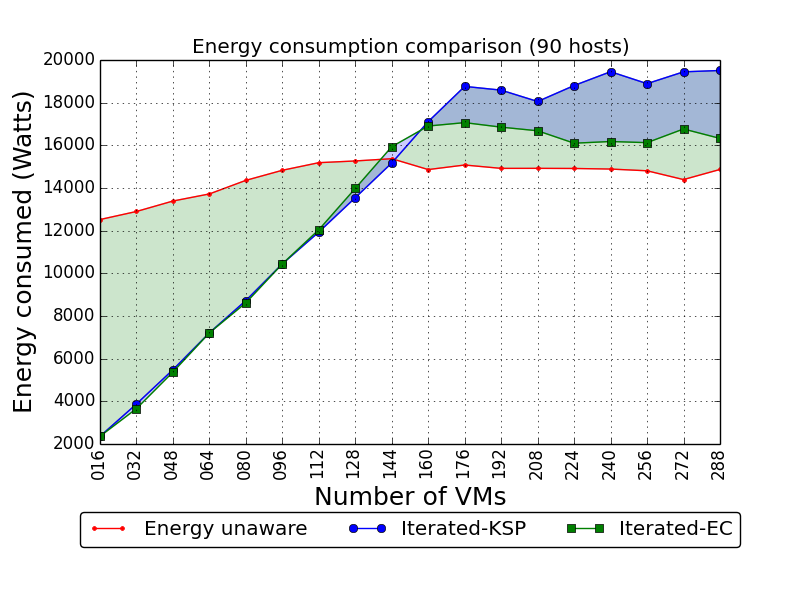 Energy consumption comparison (90 hosts)
20000
18000
16000
14000
12000
10000
8000
6000
4000
2000
Energy consumed (Watts)
016 032 048 064 080 096 112 128 144 160 176 192 208 224 240 256 272 288
Number of VMs
Energy unaware Iterated-KSP Iterated-EC